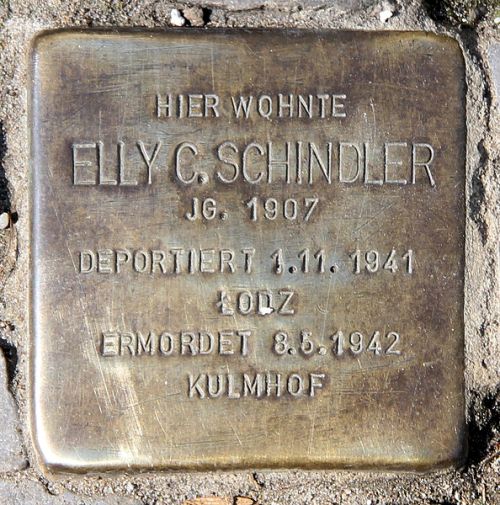 HIER WOHNTE
ELLY C. SCHINDLER
JG. 1907
DEPORTIERT 1.11.1941
ŁODZ
ERMORDET 8.5.1942
KULMHOF